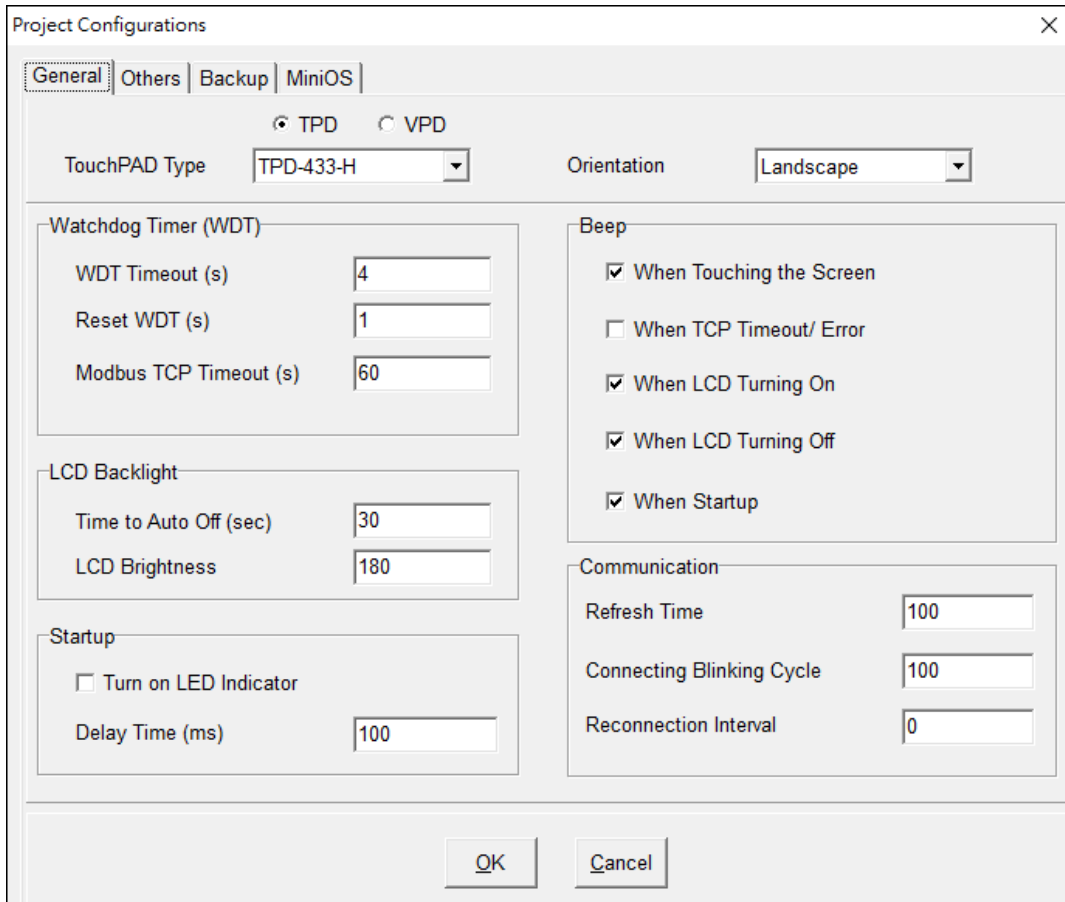 Project Configurations
General Others Backup MiniOS
TPD VPD
TouchPAD Type TPD-433-H Orientation Landscape
Watchdog Timer (WDT)
WDT Timeout (s) 4
Reset WDT (s) 1
Modbus TCP Timeout (s) 60
LCD Backlight
Time to Auto Off (sec) 30
LCD Brightness 180
Startup
Turn on LED Indicator
Delay Time (ms) 100
Beep
When Touching the Screen
When TCP Timeout/ Error
When LCD Turning On
When LCD Turning Off
When Startup
Communication
Refresh Time 100
Connecting Blinking Cycle 100
Reconnection Interval 0
OK Cancel